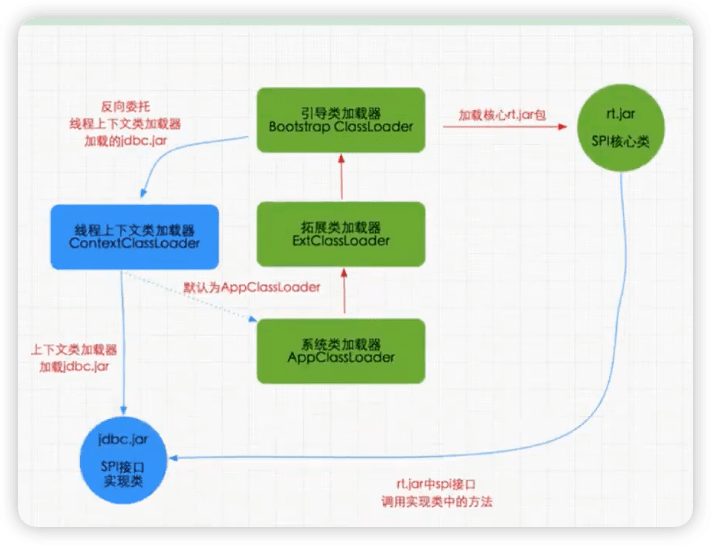 反向委托
线程上下文类加载器
加载的jdbc.jar
引导类加载器
Bootstrap ClassLoader
加载核心rt.jar包
rt.jar
SPI核心类
线程上下文类加载器
ContextClassLoader
拓展类加载器
ExtClassLoader
默认为AppClassLoader
系统类加载器
AppClassLoader
上下文类加载器
加载jdbc.jar
jdbc.jar
SPI接口
实现类
rt.jar中spi接口
调用实现类中的方法